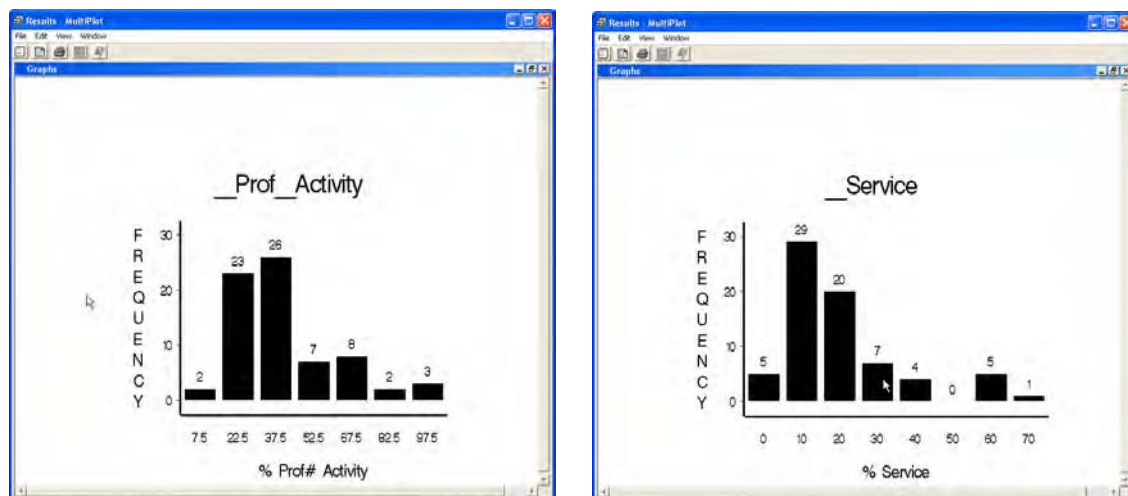 Results - MultiPlot
File Edit View Window
Graphs
__Prof__Activity
FREQUENCY
30
20
10
0
2 23 26 7 8 2 3
7.5 22.5 37.5 52.5 67.5 82.5 97.5
% Prof# Activity
Results - MultiPlot
File Edit View Window
Graphs
__Service
FREQUENCY
30
20
10
0
5 29 20 7 4 0 5 1
0 10 20 30 40 50 60 70
% Service